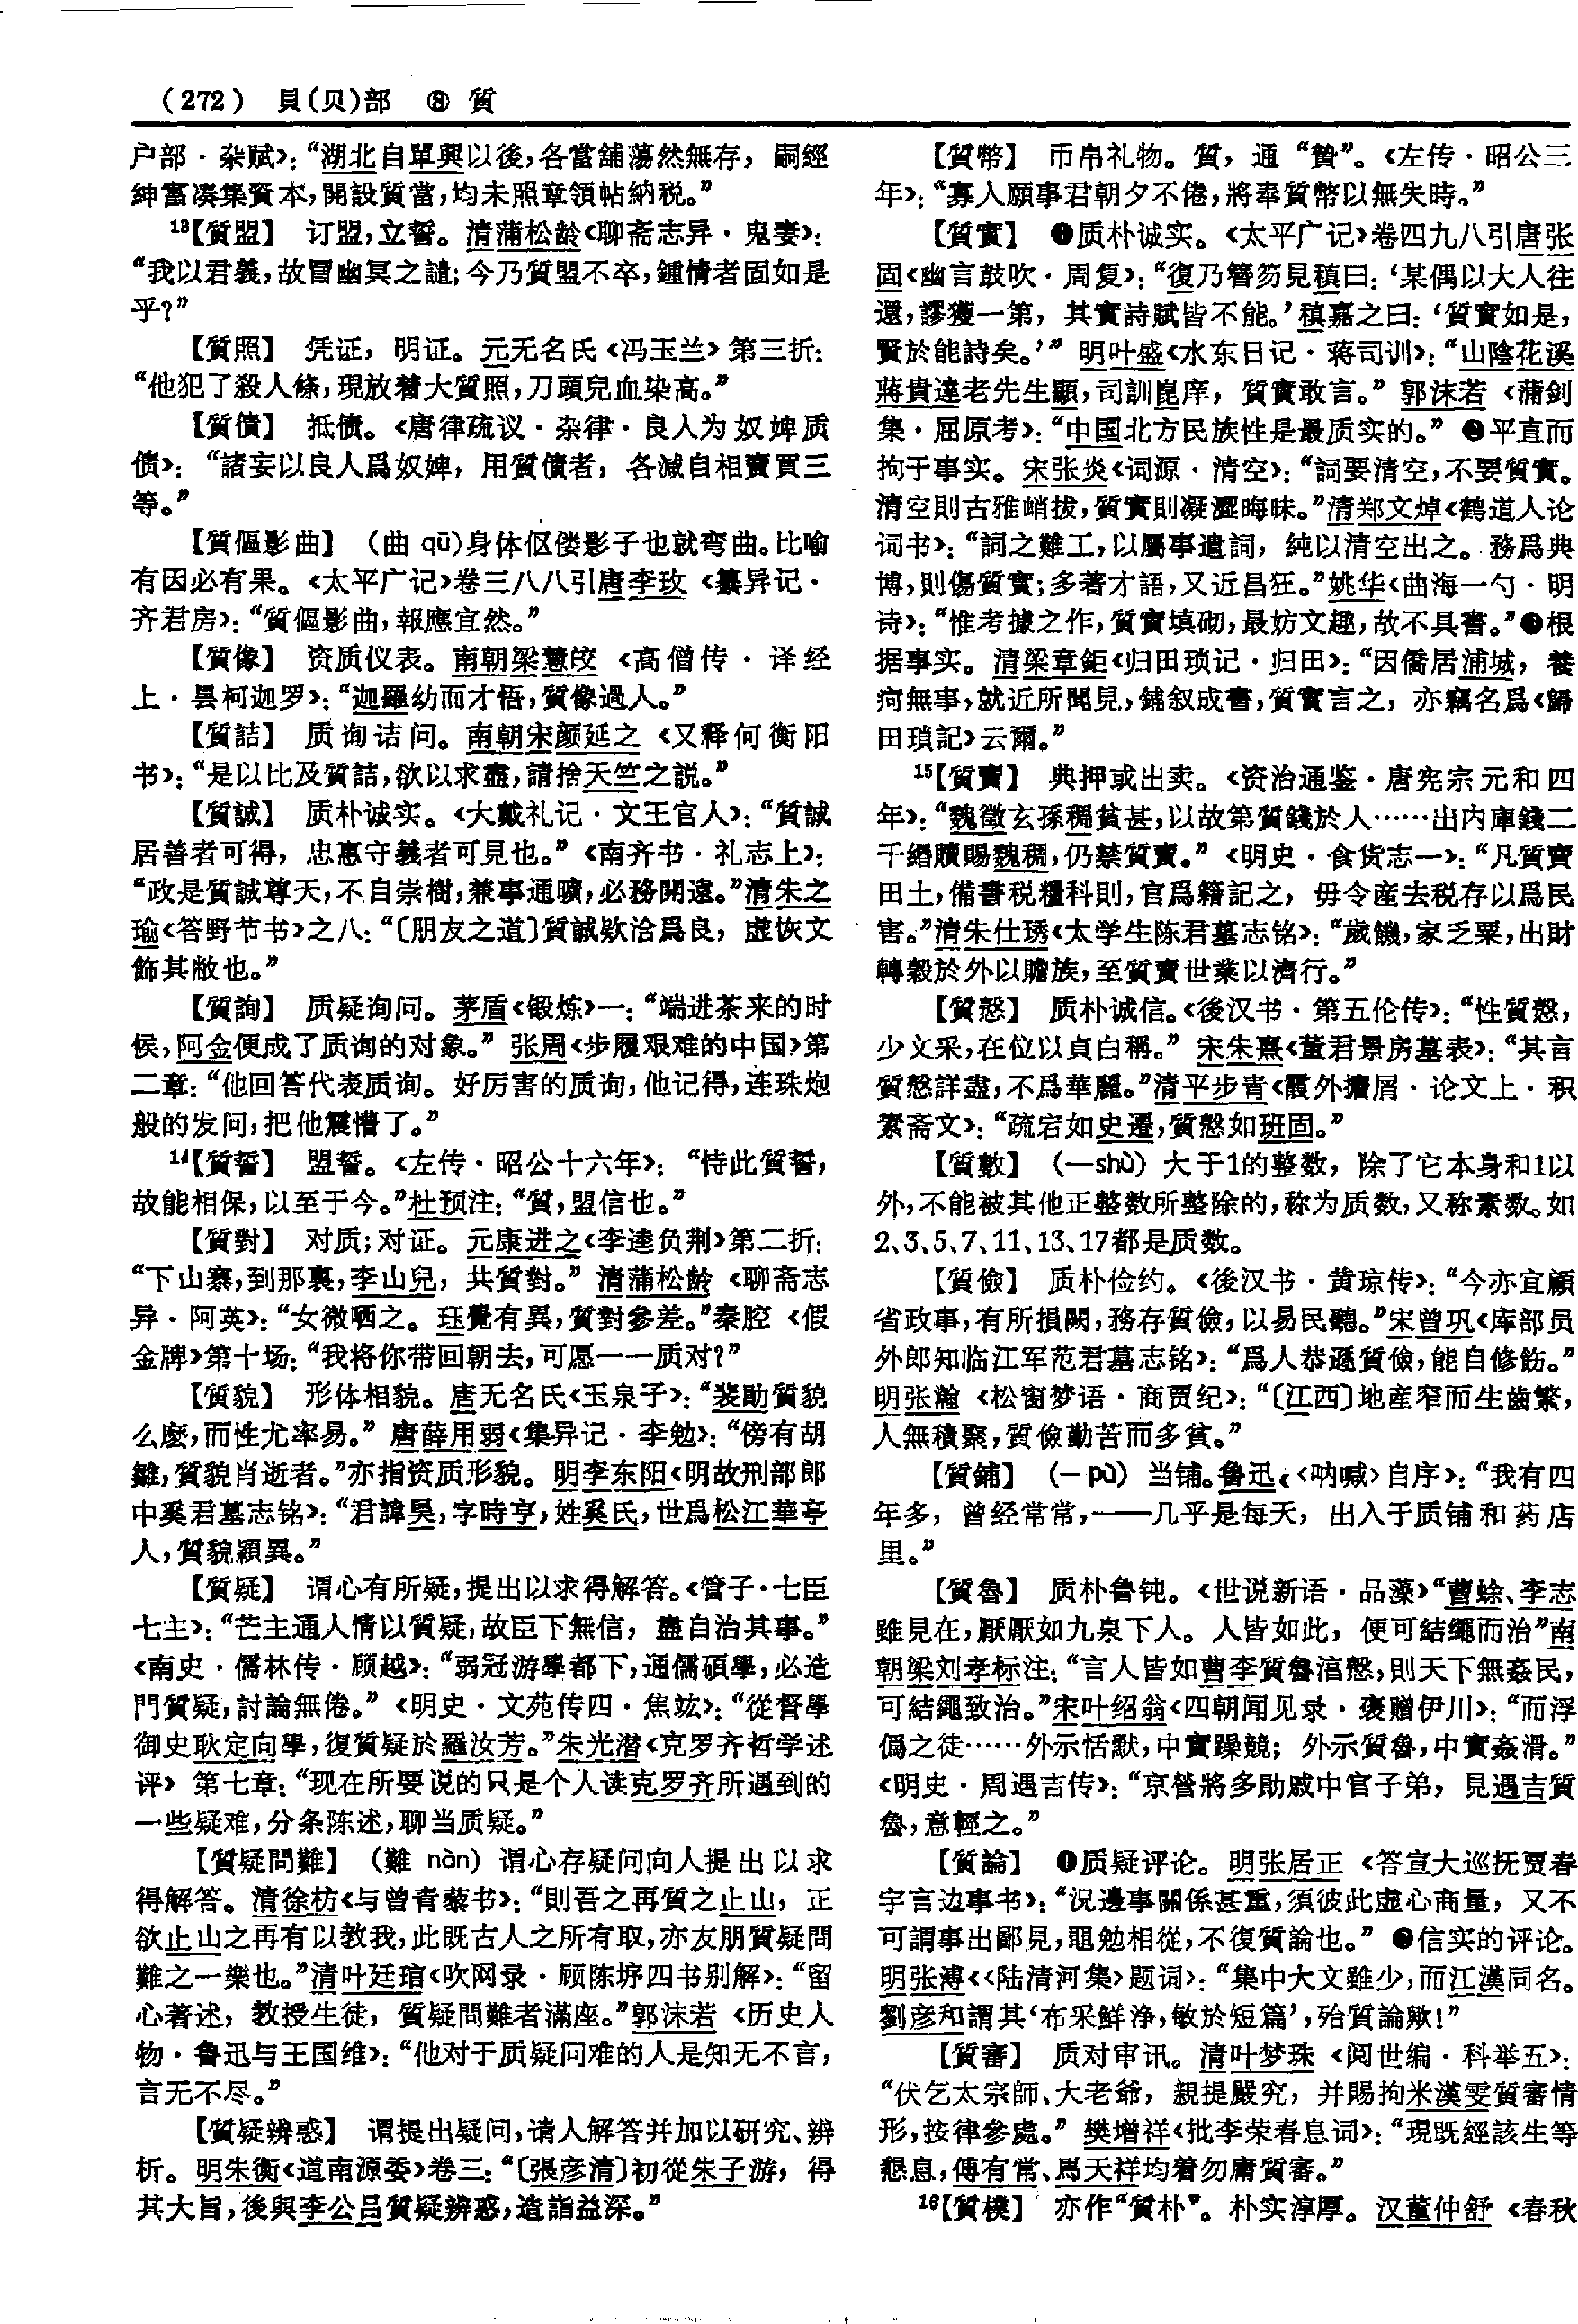 (272) 貝(贝)部 ⑧ 質
户部·杂赋》：“湖北自軍興以後，各當舖蕩然無存，嗣經
紳富凑集資本，開設質當，均未照章領帖納税。”
13【質盟】 订盟，立誓。清蒲松龄《聊斋志异·鬼妻》：
“我以君義，故冒幽冥之譴；今乃質盟不卒，鍾情者固如是
乎？”
【質照】 凭证，明证。元无名氏《冯玉兰》第三折：
“他犯了殺人條，現放着大質照，刀頭兒血染高。”
【質債】 抵债。《唐律疏议·杂律·良人为奴婢质
债》：“諸妄以良人爲奴婢，用質債者，各減自相賣買三
等。”
【質傴影曲】 （曲 qū）身体伛偻影子也就弯曲。比喻
有因必有果。《太平广记》卷三八八引唐李玫《纂异记·
齐君房》：“質傴影曲，報應宜然。”
【質像】 资质仪表。南朝梁慧皎《高僧传·译经
上·昙柯迦罗》：“迦羅幼而才悟，質像過人。”
【質詰】 质询诘问。南朝宋颜延之《又释何衡阳
书》：“是以比及質詰，欲以求盡，請捨天竺之説。”
【質誠】 质朴诚实。《大戴礼记·文王官人》：“質誠
居善者可得，忠惠守義者可見也。”《南齐书·礼志上》：
“政是質誠尊天，不自崇樹，兼事通曠，必務開遠。”清朱之
瑜《答野节书》之八：“〔朋友之道〕質誠欵洽爲良，虚恢文
飾其敝也。”
【質詢】 质疑询问。茅盾《锻炼》一：“端进茶来的时
候，阿金便成了质询的对象。”张周《步履艰难的中国》第
二章：“他回答代表质询。好厉害的质询，他记得，连珠炮
般的发问，把他震懵了。”
14【質誓】 盟誓。《左传·昭公十六年》：“恃此質誓，
故能相保，以至于今。”杜预注：“質，盟信也。”
【質對】 对质；对证。元康进之《李逵负荆》第二折：
“下山寨，到那裏，李山兒，共質對。”清蒲松龄《聊斋志
异·阿英》：“女微哂之。珏覺有異，質對參差。”秦腔《假
金牌》第十场：“我将你带回朝去，可愿一一质对？”
【質貌】 形体相貌。唐无名氏《玉泉子》：“裴勛質貌
么麽，而性尤率易。”唐薛用弱《集异记·李勉》：“傍有胡
雛，質貌肖逝者。”亦指资质形貌。明李东阳《明故刑部郎
中奚君墓志铭》：“君諱昊，字時亨，姓奚氏，世爲松江華亭
人，質貌穎異。”
【質疑】 谓心有所疑，提出以求得解答。《管子·七臣
七主》：“芒主通人情以質疑，故臣下無信，盡自治其事。”
《南史·儒林传·顾越》：“弱冠游學都下，通儒碩學，必造
門質疑，討論無倦。”《明史·文苑传四·焦竑》：“從督學
御史耿定向學，復質疑於羅汝芳。”朱光潜《克罗齐哲学述
评》第七章：“现在所要说的只是个人读克罗齐所遇到的
一些疑难，分条陈述，聊当质疑。”
【質疑問難】 （難 nàn）谓心存疑问向人提出以求
得解答。清徐枋《与曾青藜书》：“則吾之再質之止山，正
欲止山之再有以教我，此既古人之所有取，亦友朋質疑問
難之一樂也。”清叶廷琯《吹网录·顾陈垿四书别解》：“留
心著述，教授生徒，質疑問難者滿座。”郭沫若《历史人
物·鲁迅与王国维》：“他对于质疑问难的人是知无不言，
言无不尽。”
【質疑辨惑】 谓提出疑问，请人解答并加以研究、辨
析。明朱衡《道南源委》卷三：“〔張彦清〕初從朱子游，得
其大旨，後與李公吕質疑辨惑，造詣益深。”
【質幣】 币帛礼物。質，通“贄”。《左传·昭公三
年》：“寡人願事君朝夕不倦，將奉質幣以無失時。”
【質實】 ❶质朴诚实。《太平广记》卷四九八引唐张
固《幽言鼓吹·周复》：“復乃簪笏見稹曰：‘某偶以大人往
還，謬獲一第，其實詩賦皆不能。’稹嘉之曰：‘質實如是，
賢於能詩矣。’”明叶盛《水东日记·蒋司训》：“山陰花溪
蔣貴達老先生顒，司訓崑庠，質實敢言。”郭沫若《蒲剑
集·屈原考》：“中国北方民族性是最质实的。”❷平直而
拘于事实。宋张炎《词源·清空》：“詞要清空，不要質實。
清空則古雅峭拔，質實則凝澀晦昧。”清郑文焯《鹤道人论
词书》：“詞之難工，以屬事遣詞，純以清空出之。務爲典
博，則傷質實；多著才語，又近昌狂。”姚华《曲海一勺·明
诗》：“惟考據之作，質實填砌，最妨文趣，故不具書。”❸根
据事实。清梁章鉅《归田琐记·归田》：“因僑居浦城，養
疴無事，就近所聞見，鋪叙成書，質實言之，亦竊名爲《歸
田瑣記》云爾。”
15【質賣】 典押或出卖。《资治通鉴·唐宪宗元和四
年》：“魏徵玄孫稠貧甚，以故第質錢於人……出内庫錢二
千緡贖賜魏稠，仍禁質賣。”《明史·食货志一》：“凡質賣
田土，備書税糧科則，官爲籍記之，毋令産去税存以爲民
害。”清朱仕琇《太学生陈君墓志铭》：“歲饑，家乏粟，出財
轉穀於外以贍族，至質賣世業以濟行。”
【質慤】 质朴诚信。《後汉书·第五伦传》：“性質慤，
少文采，在位以貞白稱。”宋朱熹《董君景房墓表》：“其言
質慤詳盡，不爲華麗。”清平步青《霞外攟屑·论文上·积
素斋文》：“疏宕如史遷，質慤如班固。”
【質數】 （—shù）大于1的整数，除了它本身和1以
外，不能被其他正整数所整除的，称为质数，又称素数。如
2、3、5、7、11、13、17都是质数。
【質儉】 质朴俭约。《後汉书·黄琼传》：“今亦宜顧
省政事，有所損闕，務存質儉，以易民聽。”宋曾巩《库部员
外郎知临江军范君墓志铭》：“爲人恭遜質儉，能自修飭。”
明张瀚《松窗梦语·商贾纪》：“〔江西〕地産窄而生齒繁，
人無積聚，質儉勤苦而多貧。”
【質鋪】 （—pù）当铺。鲁迅《〈呐喊〉自序》：“我有四
年多，曾经常常，——几乎是每天，出入于质铺和药店
里。”
【質魯】 质朴鲁钝。《世说新语·品藻》“曹蜍、李志
雖見在，厭厭如九泉下人。人皆如此，便可結繩而治”南
朝梁刘孝标注：“言人皆如曹李質魯淳慤，則天下無姦民，
可結繩致治。”宋叶绍翁《四朝闻见录·褒赠伊川》：“而浮
僞之徒……外示恬默，中實躁競；外示質魯，中實姦滑。”
《明史·周遇吉传》：“京營將多勛戚中官子弟，見遇吉質
魯，意輕之。”
【質論】 ❶质疑评论。明张居正《答宣大巡抚贾春
宇言边事书》：“況邊事關係甚重，須彼此虚心商量，又不
可謂事出鄙見，黽勉相從，不復質論也。”❷信实的评论。
明张溥《〈陆清河集〉题词》：“集中大文雖少，而江漢同名。
劉彦和謂其‘布采鮮浄，敏於短篇’，殆質論歟！”
【質審】 质对审讯。清叶梦珠《阅世编·科举五》：
“伏乞太宗師、大老爺，親提嚴究，并賜拘米漢雯質審情
形，按律參處。”樊增祥《批李荣春息词》：“現既經該生等
懇息，傅有常、馬天祥均着勿庸質審。”
16【質樸】 亦作“質朴”。朴实淳厚。汉董仲舒《春秋